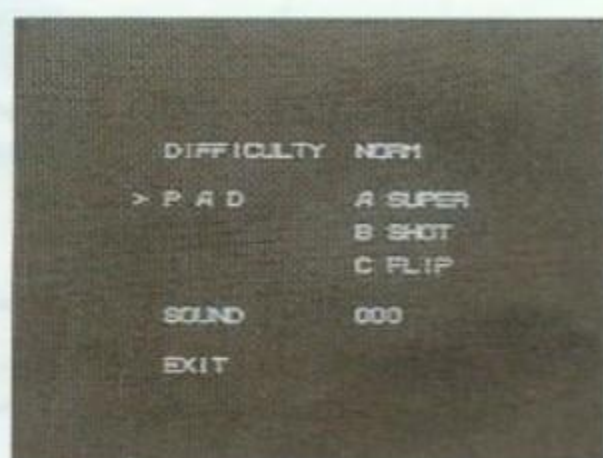 DIFFICULTY NORM
> P A D A SUPER
B SHOT
C FLIP
SOUND 000
EXIT